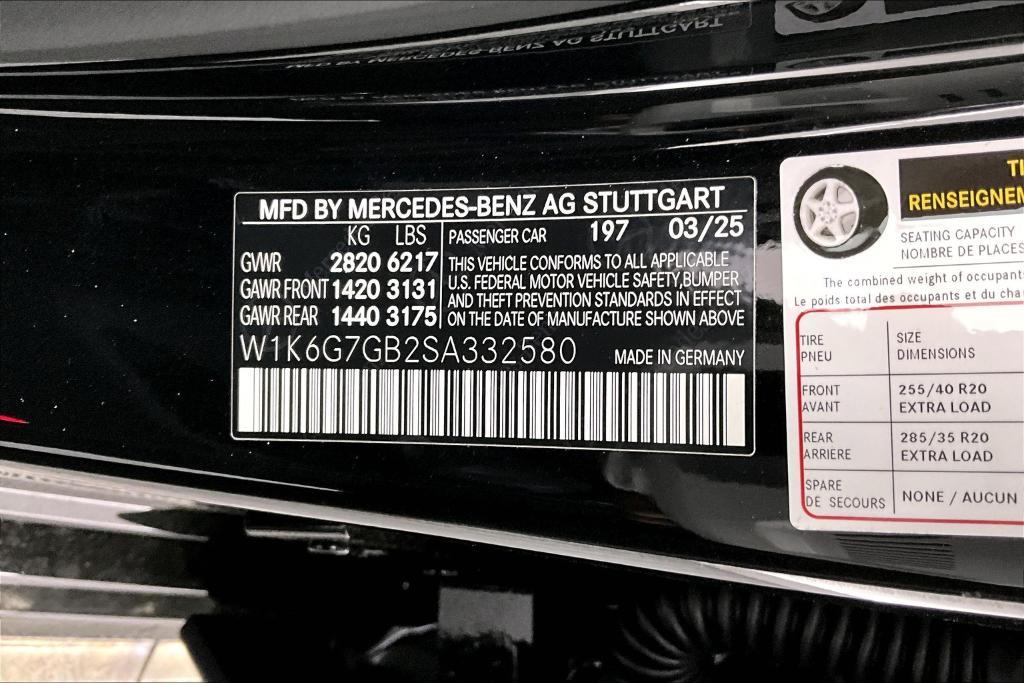 MFD BY MERCEDES-BENZ AG STUTTGART
KG LBS
GVWR 2820 6217
GAWR FRONT 1420 3131
GAWR REAR 1440 3175
PASSENGER CAR 197 03/25
THIS VEHICLE CONFORMS TO ALL APPLICABLE
U.S. FEDERAL MOTOR VEHICLE SAFETY,BUMPER
AND THEFT PREVENTION STANDARDS IN EFFECT
ON THE DATE OF MANUFACTURE SHOWN ABOVE
W1K6G7GB2SA332580 MADE IN GERMANY
TI
RENSEIGNEM
SEATING CAPACITY
NOMBRE DE PLACES
The combined weight of occupant
Le poids total des occupants et du cha
TIRE SIZE
PNEU DIMENSIONS
FRONT 255/40 R20
AVANT EXTRA LOAD
REAR 285/35 R20
ARRIÈRE EXTRA LOAD
SPARE
DE SECOURS NONE / AUCUN